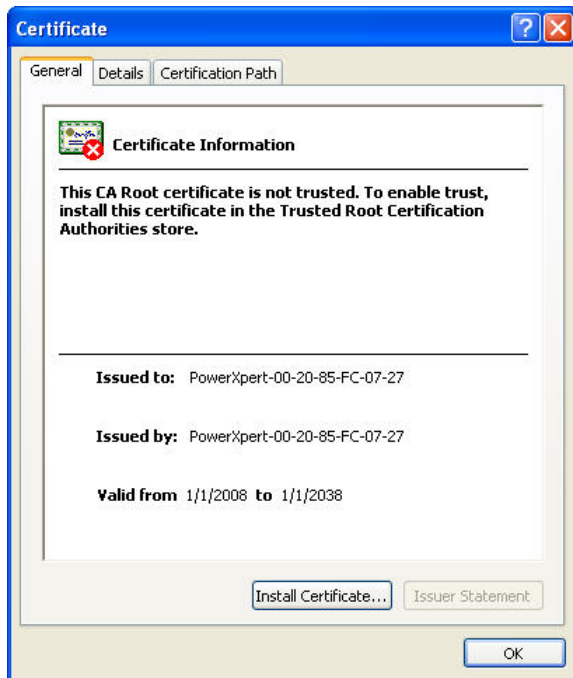 Certificate
General Details Certification Path
Certificate Information
This CA Root certificate is not trusted. To enable trust,
install this certificate in the Trusted Root Certification
Authorities store.
Issued to: PowerXpert-00-20-85-FC-07-27
Issued by: PowerXpert-00-20-85-FC-07-27
Valid from 1/1/2008 to 1/1/2038
Install Certificate... Issuer Statement
OK